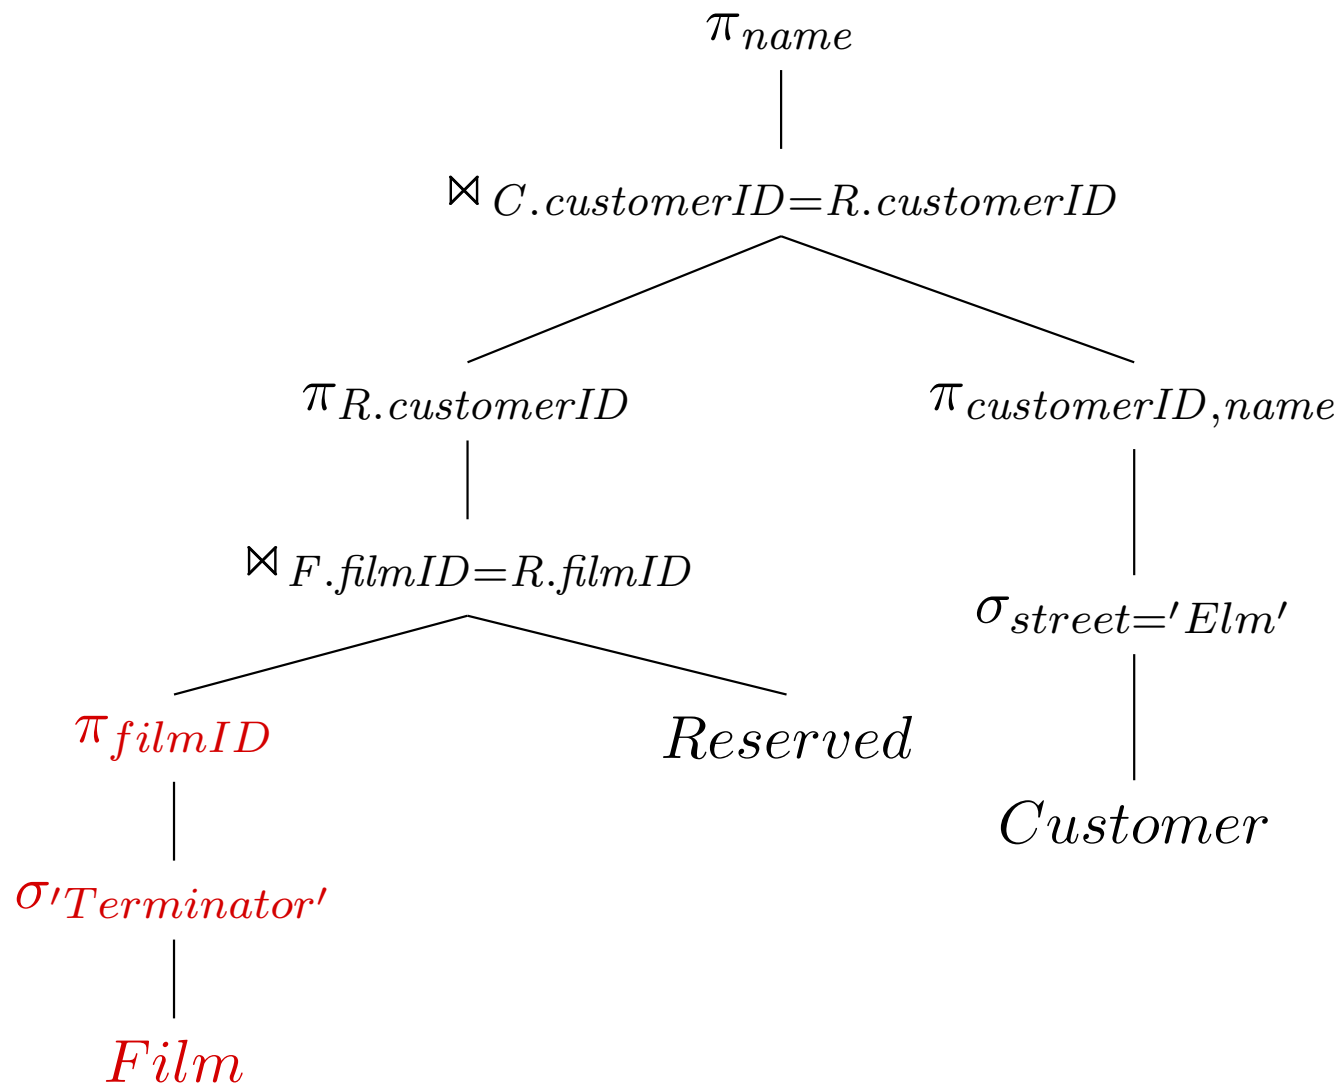 π name
⋈ C.customerID=R.customerID
π R.customerID
π customerID,name
⋈ F.filmID=R.filmID
σ street='Elm'
π filmID
Reserved
Customer
σ 'Terminator'
Film